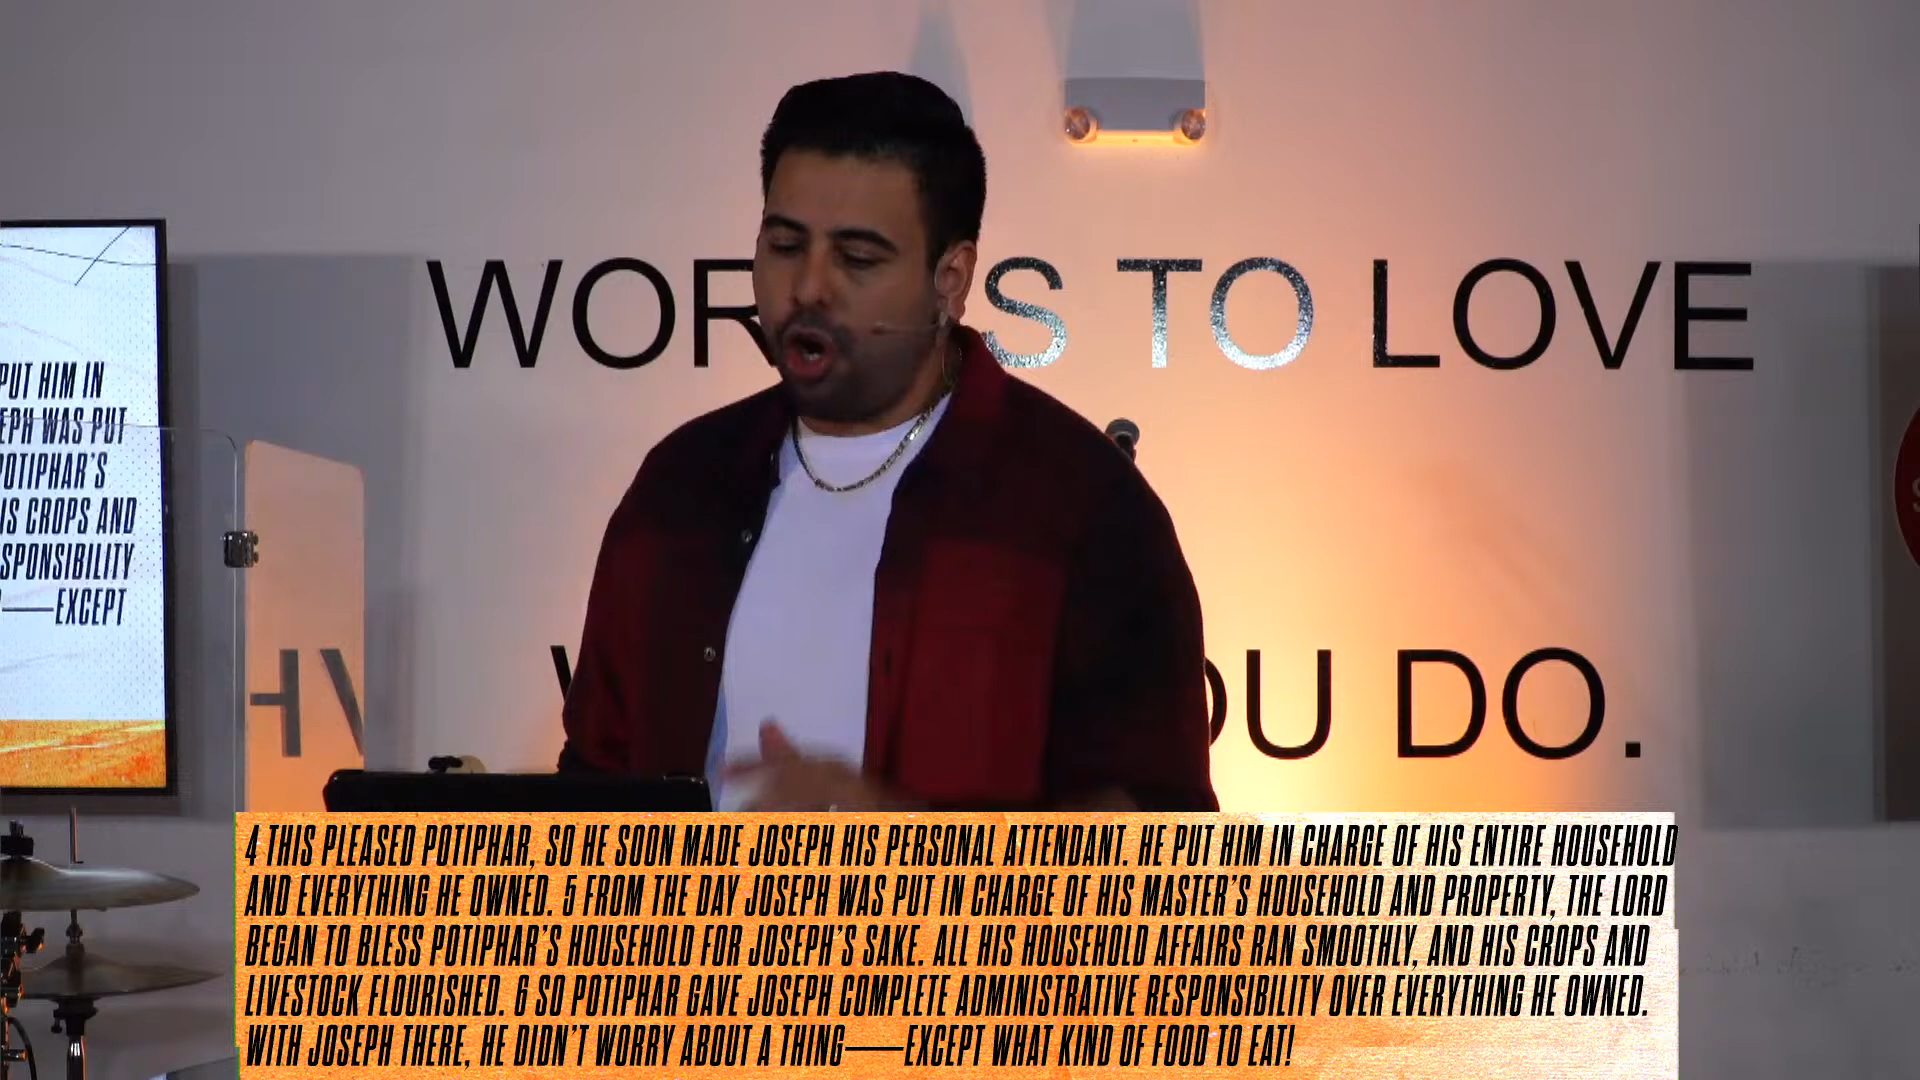 WOR S TO LOVE
OU DO.
PUT HIM IN
EPH WAS PUT
POTIPHAR'S
IS CROPS AND
SPONSIBILITY
——EXCEPT
4 THIS PLEASED POTIPHAR, SO HE SOON MADE JOSEPH HIS PERSONAL ATTENDANT. HE PUT HIM IN CHARGE OF HIS ENTIRE HOUSEHOLD
AND EVERYTHING HE OWNED. 5 FROM THE DAY JOSEPH WAS PUT IN CHARGE OF HIS MASTER'S HOUSEHOLD AND PROPERTY, THE LORD
BEGAN TO BLESS POTIPHAR'S HOUSEHOLD FOR JOSEPH'S SAKE. ALL HIS HOUSEHOLD AFFAIRS RAN SMOOTHLY, AND HIS CROPS AND
LIVESTOCK FLOURISHED. 6 SO POTIPHAR GAVE JOSEPH COMPLETE ADMINISTRATIVE RESPONSIBILITY OVER EVERYTHING HE OWNED.
WITH JOSEPH THERE, HE DIDN'T WORRY ABOUT A THING——EXCEPT WHAT KIND OF FOOD TO EAT!